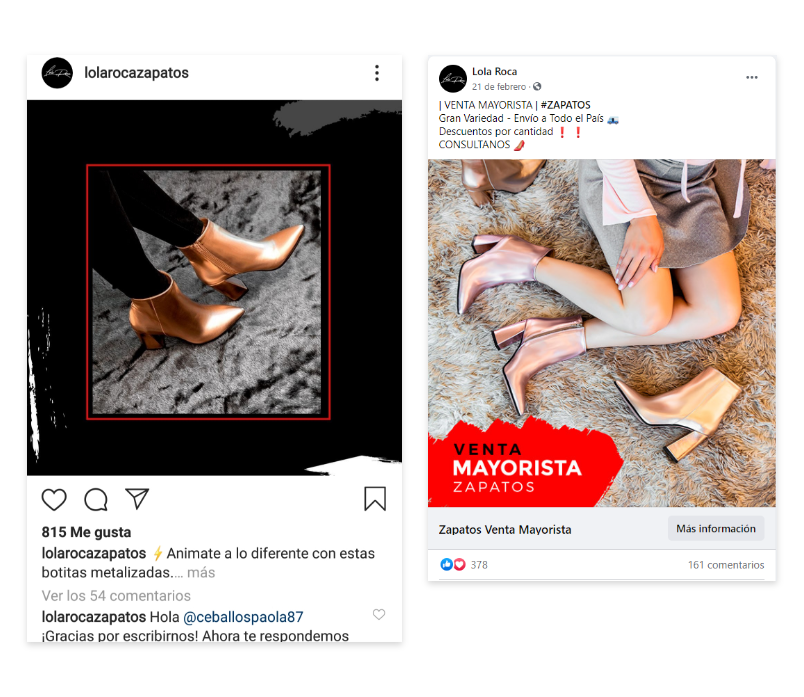 lolarocazapatos
815 Me gusta
lolarocazapatos ⚡Animate a lo diferente con estas
botitas metalizadas.... más
Ver los 54 comentarios
lolarocazapatos Hola @ceballospaola87
¡Gracias por escribirnos! Ahora te respondemos
Lola Roca
21 de febrero ·
| VENTA MAYORISTA | #ZAPATOS
Gran Variedad - Envío a Todo el País 🌊
Descuentos por cantidad ❗ ❗
CONSULTANOS 👠
VENTA
MAYORISTA
ZAPATOS
Zapatos Venta Mayorista
Más información
378
161 comentarios